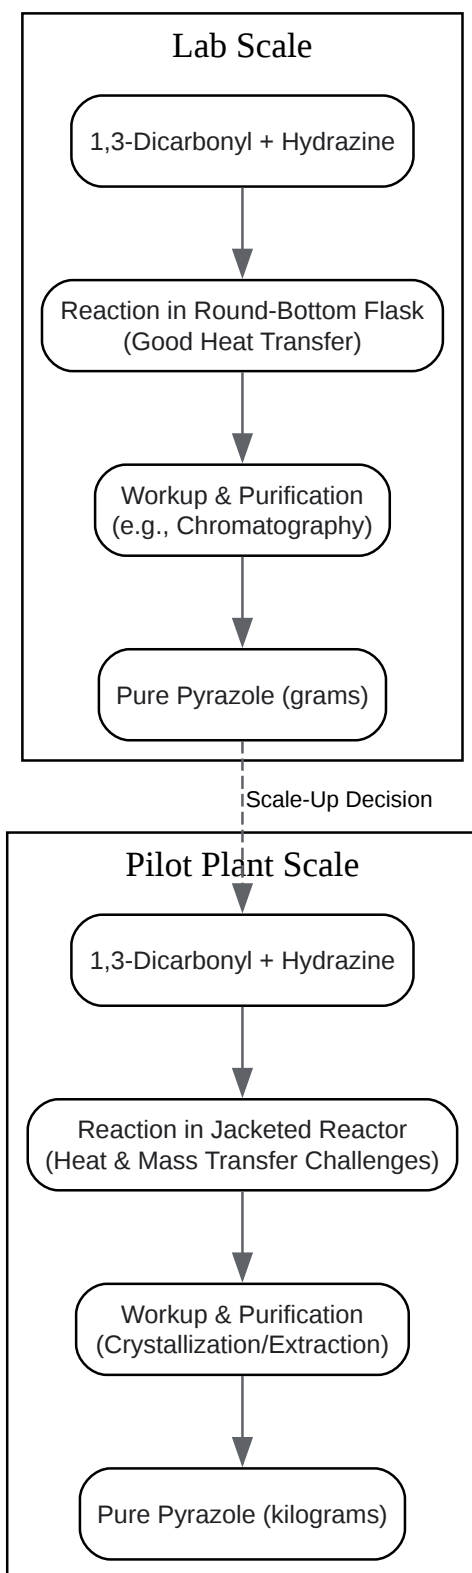 Lab Scale
1,3-Dicarbonyl + Hydrazine
Reaction in Round-Bottom Flask
(Good Heat Transfer)
Workup & Purification
(e.g., Chromatography)
Pure Pyrazole (grams)
Scale-Up Decision
Pilot Plant Scale
1,3-Dicarbonyl + Hydrazine
Reaction in Jacketed Reactor
(Heat & Mass Transfer Challenges)
Workup & Purification
(Crystallization/Extraction)
Pure Pyrazole (kilograms)